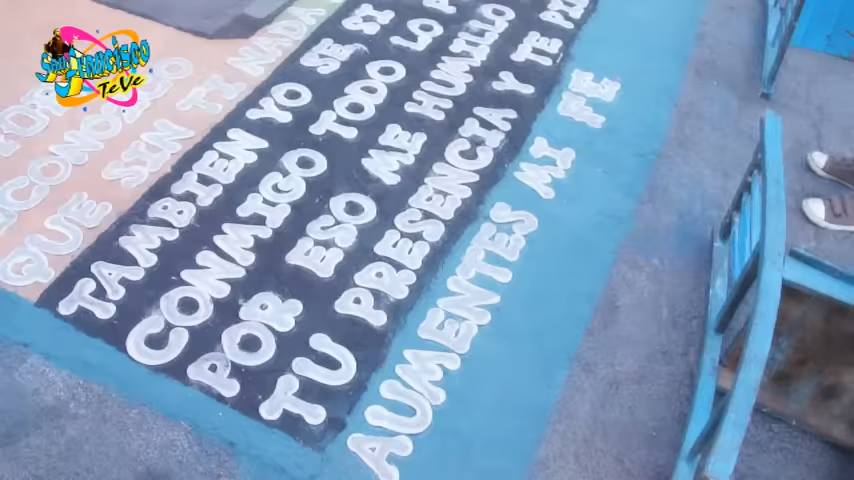 San Francisco
TeVe
RECONOZCO
QUE SIN TI NADA
TAMBIEN YO SE SI
CONMIGO TODO LO
POR ESO ME HUMILLO
TU PRESENCIA Y TE
AUMENTES MI FE